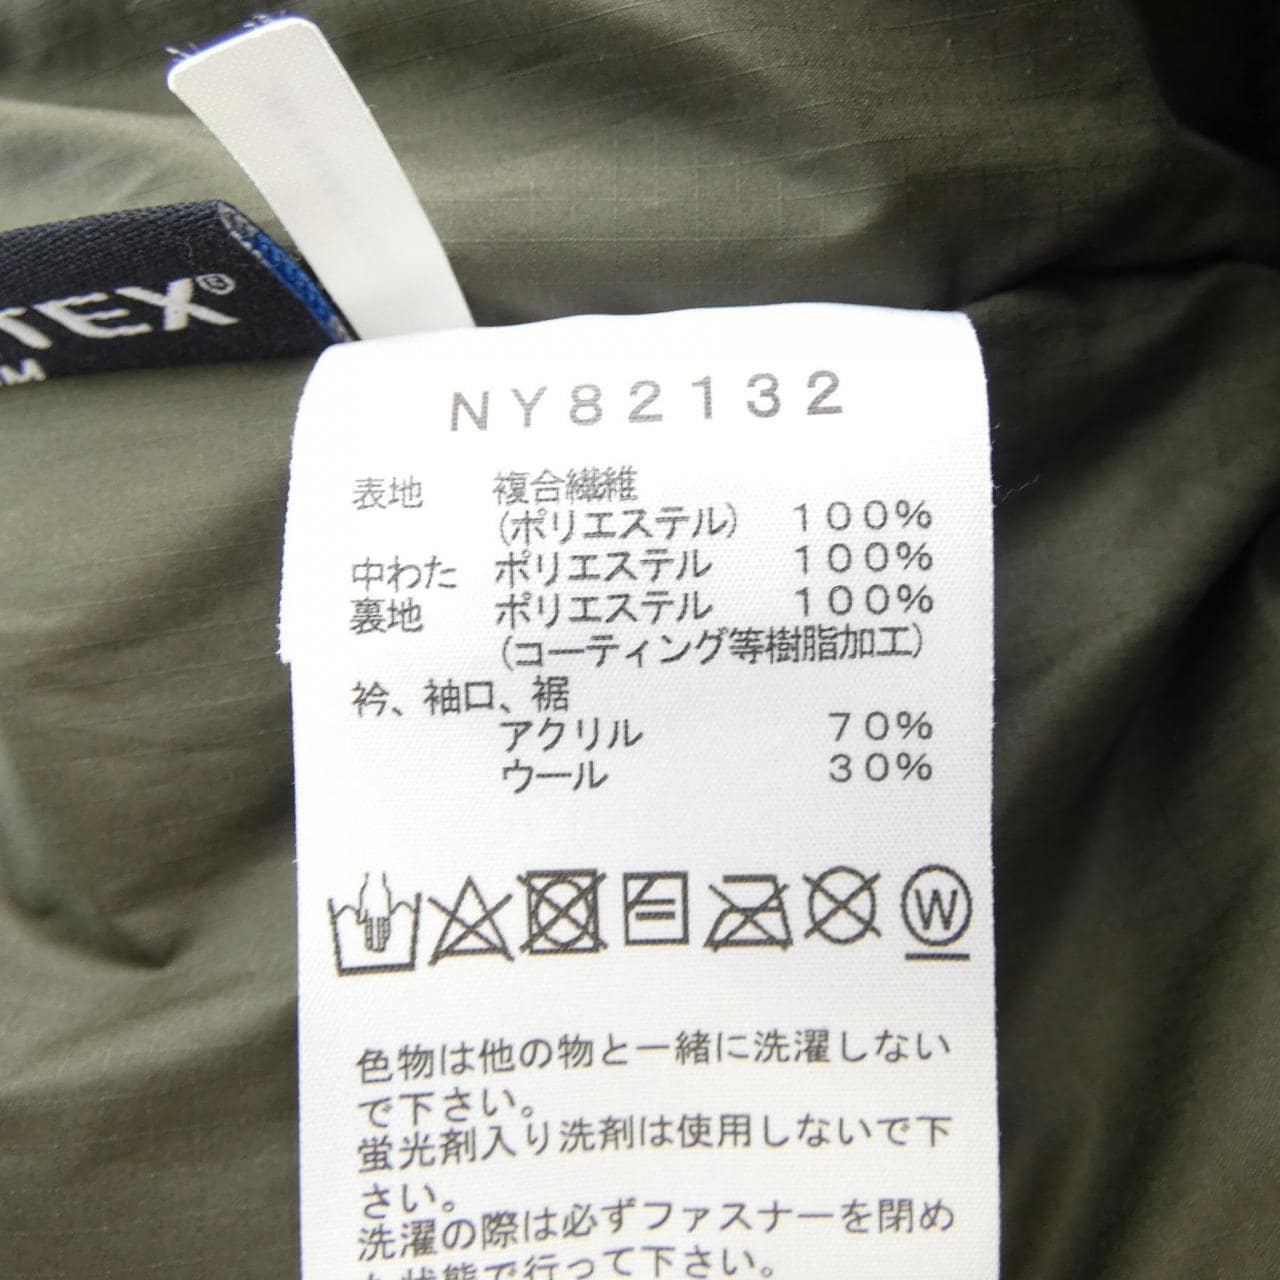 TEX®
NY82132
表地 複合繊維
(ポリエステル) 100%
中わた ポリエステル 100%
裏地 ポリエステル 100%
(コーティング等樹脂加工)
衿、袖口、裾
アクリル 70%
ウール 30%
W
色物は他の物と一緒に洗濯しない
で下さい。
蛍光剤入り洗剤は使用しないで下
さい。
洗濯の際は必ずファスナーを閉め
た状態で行って下さい。